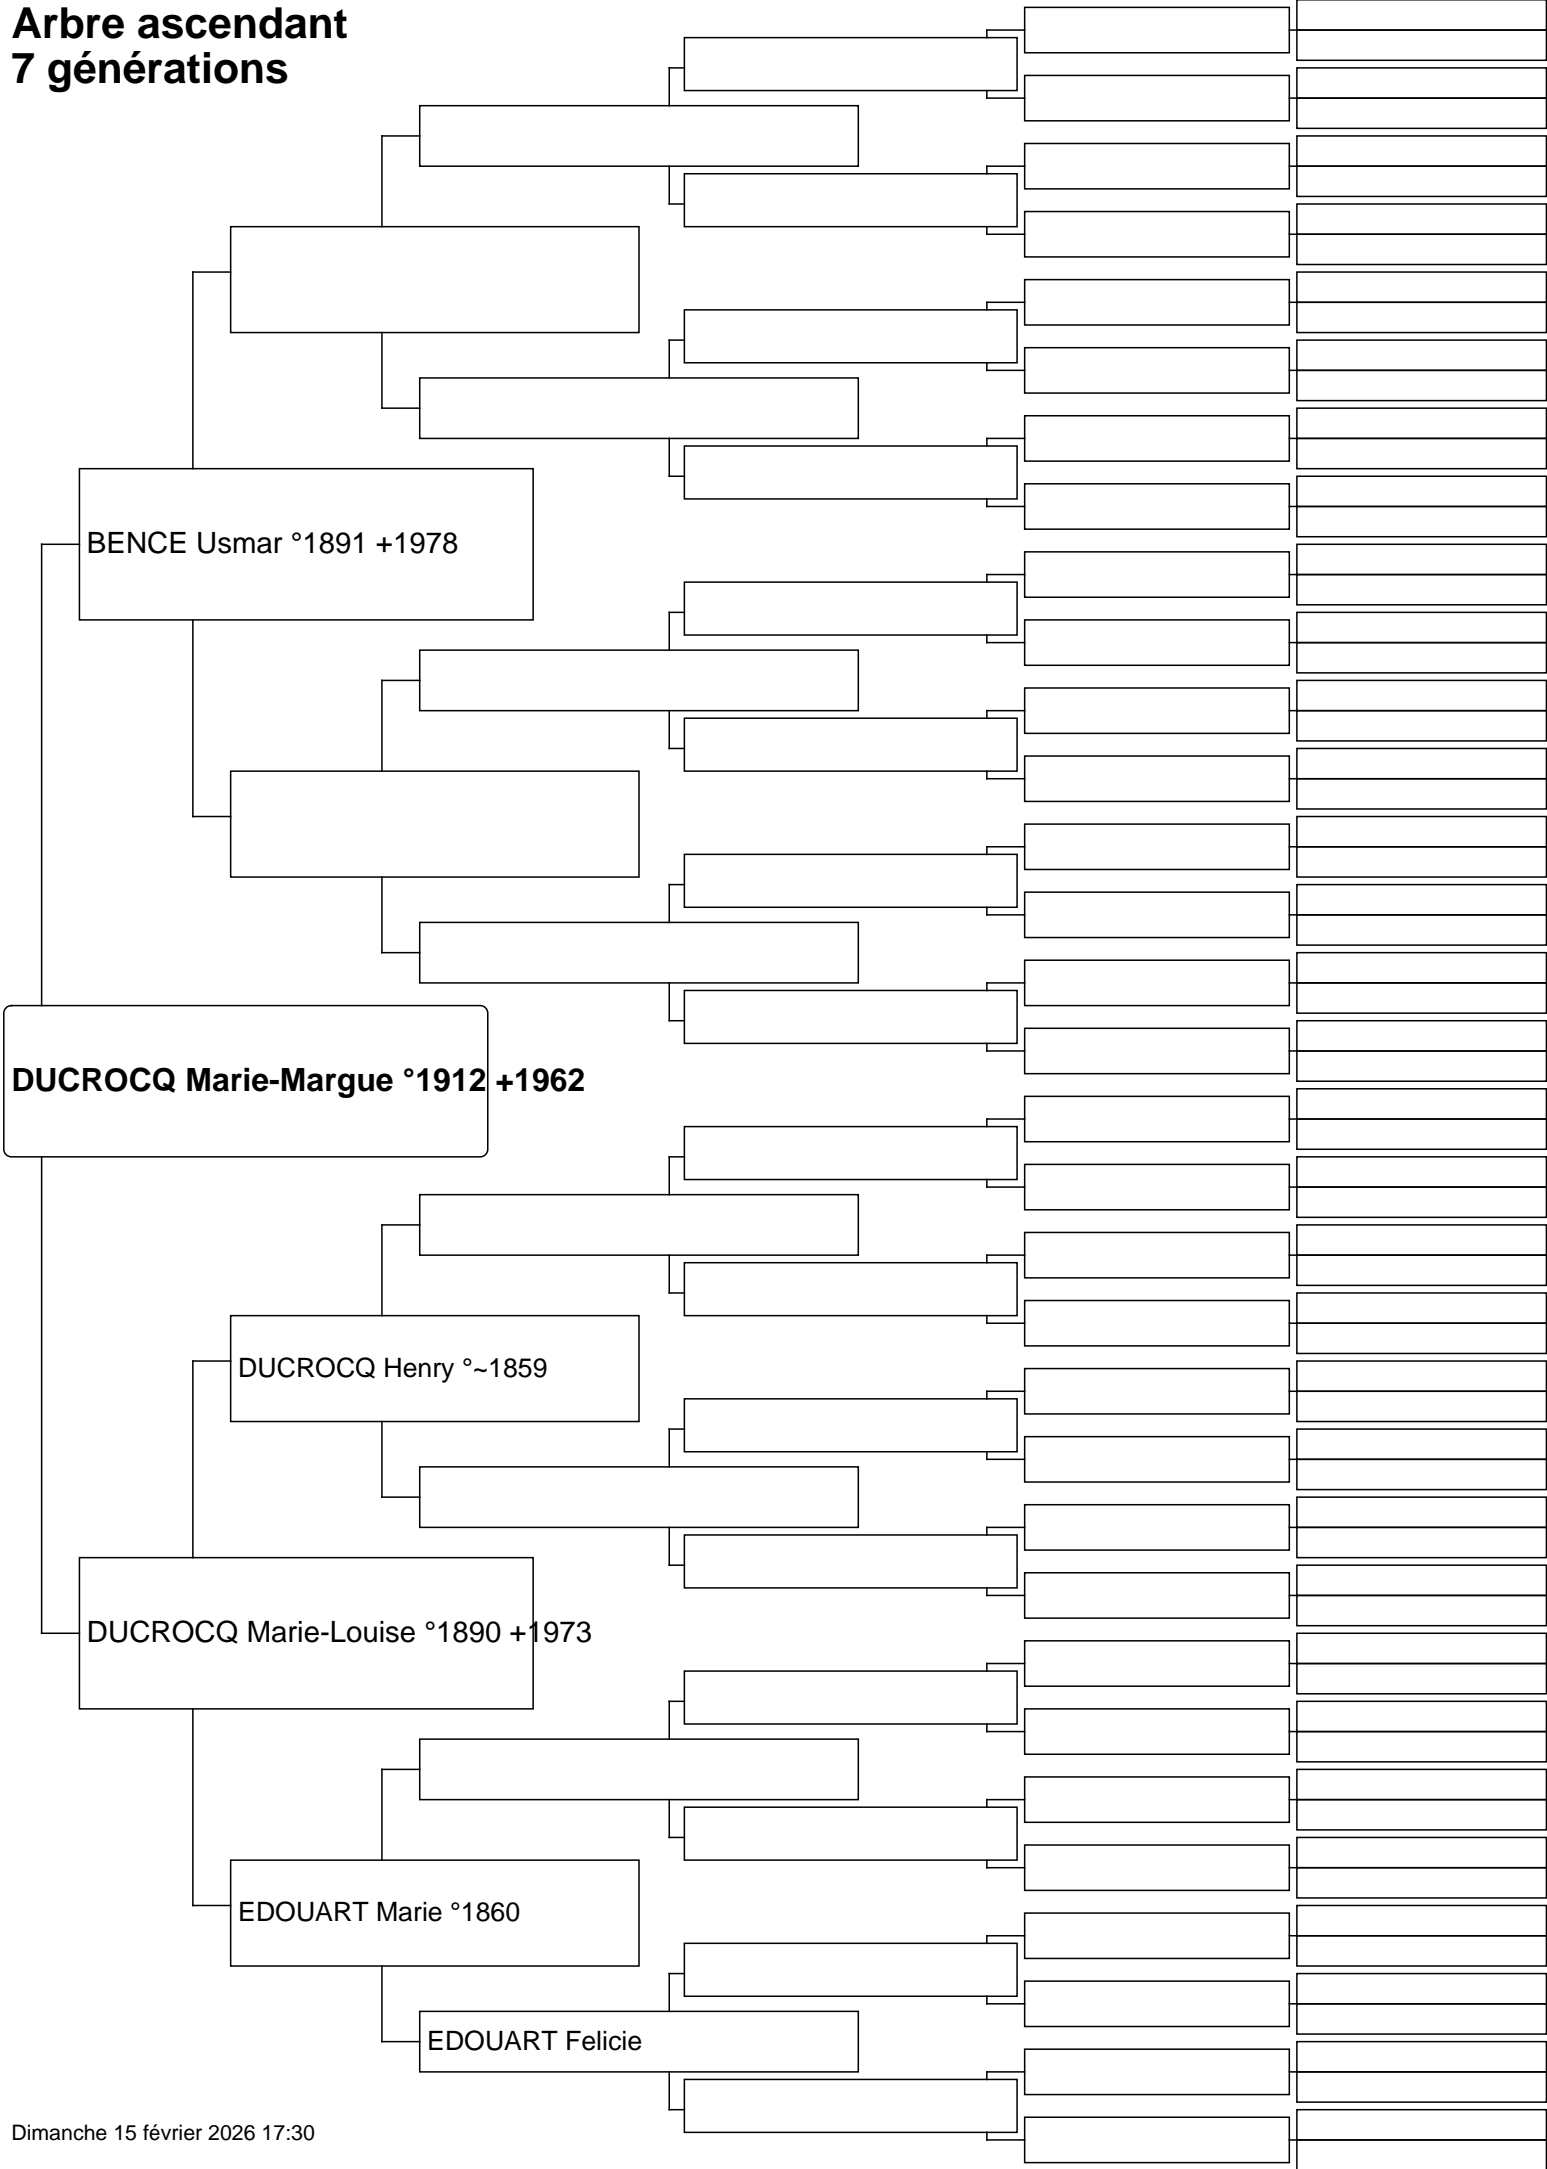 Arbre ascendant
7 générations
BENCE Usmar °1891 +1978
DUCROCQ Marie-Margue °1912 +1962
DUCROCQ Henry °~1859
DUCROCQ Marie-Louise °1890 +1973
EDOUART Marie °1860
EDOUART Felicie
Dimanche 15 février 2026 17:30